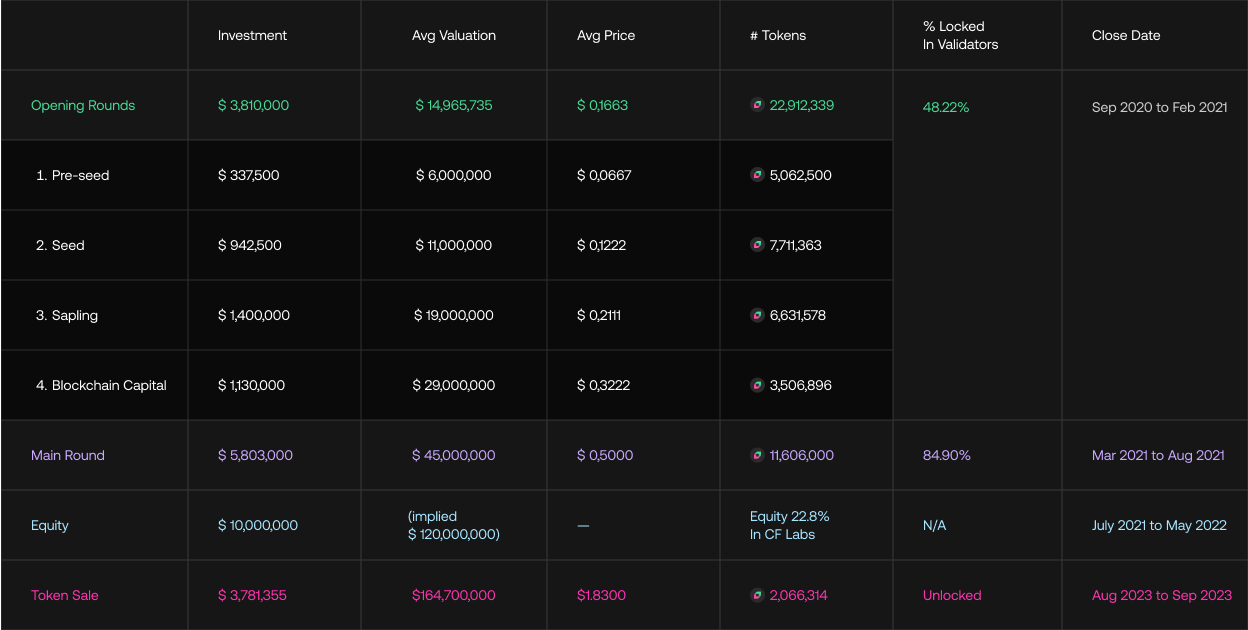 Investment
Avg Valuation
Avg Price
# Tokens
% Locked
In Validators
Close Date
Opening Rounds
$ 3,810,000
$ 14,965,735
$ 0,1663
22,912,339
48.22%
Sep 2020 to Feb 2021
1. Pre-seed
$ 337,500
$ 6,000,000
$ 0,0667
5,062,500
2. Seed
$ 942,500
$ 11,000,000
$ 0,1222
7,711,363
3. Sapling
$ 1,400,000
$ 19,000,000
$ 0,2111
6,631,578
4. Blockchain Capital
$ 1,130,000
$ 29,000,000
$ 0,3222
3,506,896
Main Round
$ 5,803,000
$ 45,000,000
$ 0,5000
11,606,000
84.90%
Mar 2021 to Aug 2021
Equity
$ 10,000,000
(implied
$ 120,000,000)
—
Equity 22.8%
In CF Labs
N/A
July 2021 to May 2022
Token Sale
$ 3,781,355
$164,700,000
$1.8300
2,066,314
Unlocked
Aug 2023 to Sep 2023